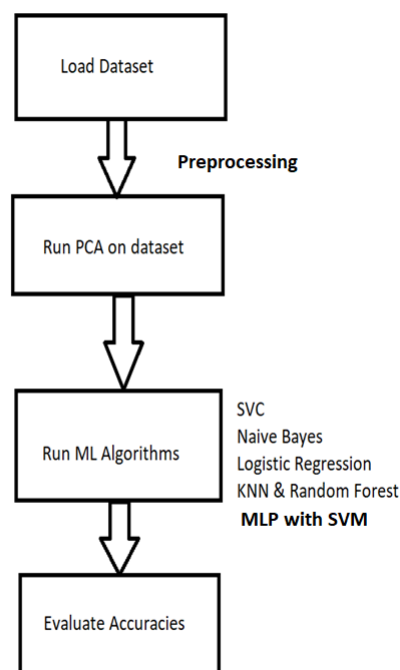 Load Dataset
Preprocessing
Run PCA on dataset
Run ML Algorithms
SVC
Naive Bayes
Logistic Regression
KNN & Random Forest
MLP with SVM
Evaluate Accuracies